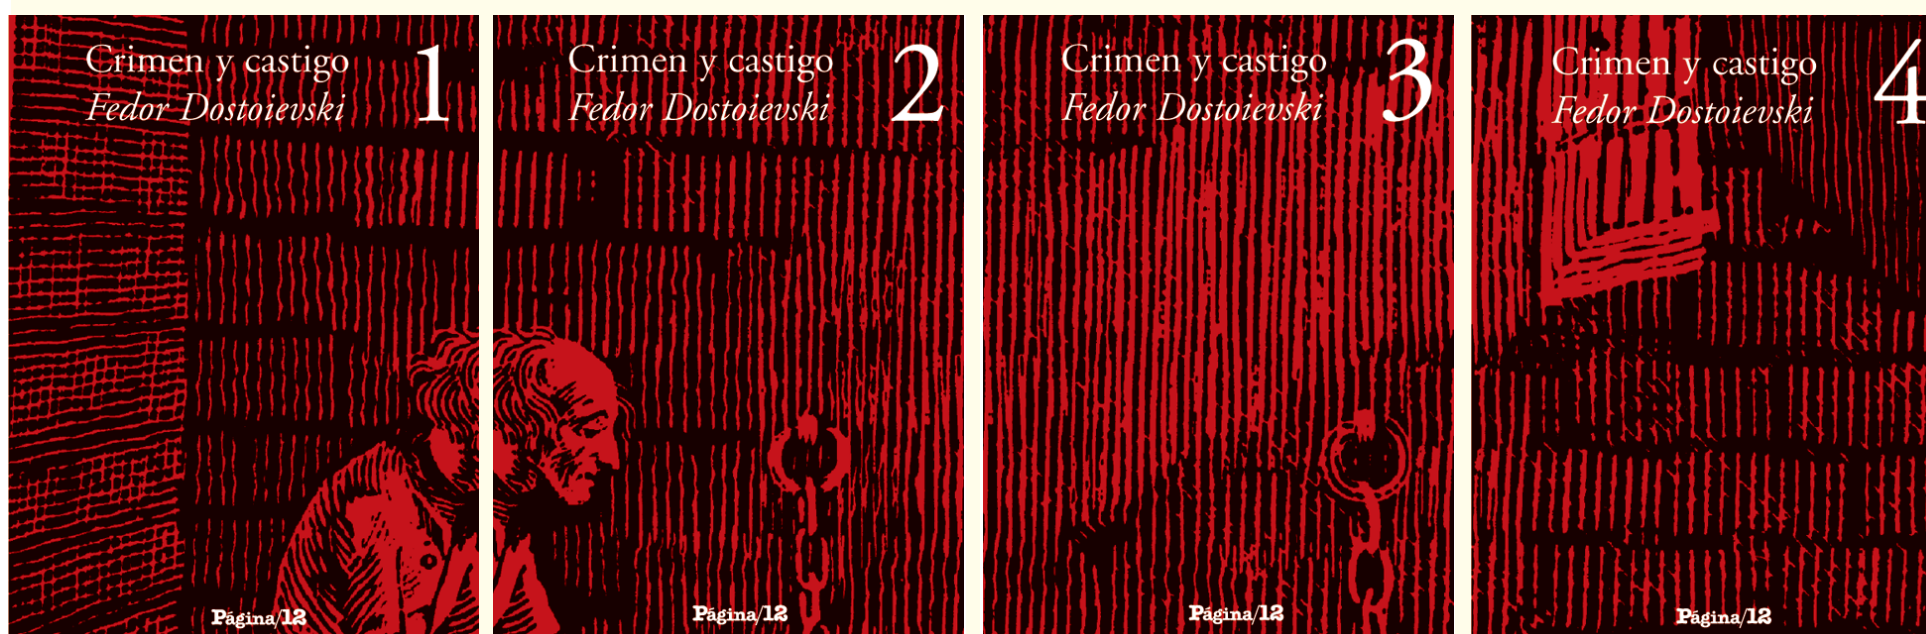 Crimen y castigo
Fedor Dostoievski
1
Página/12
Crimen y castigo
Fedor Dostoievski
2
Página/12
Crimen y castigo
Fedor Dostoievski
3
Página/12
Crimen y castigo
Fedor Dostoievski
4
Página/12